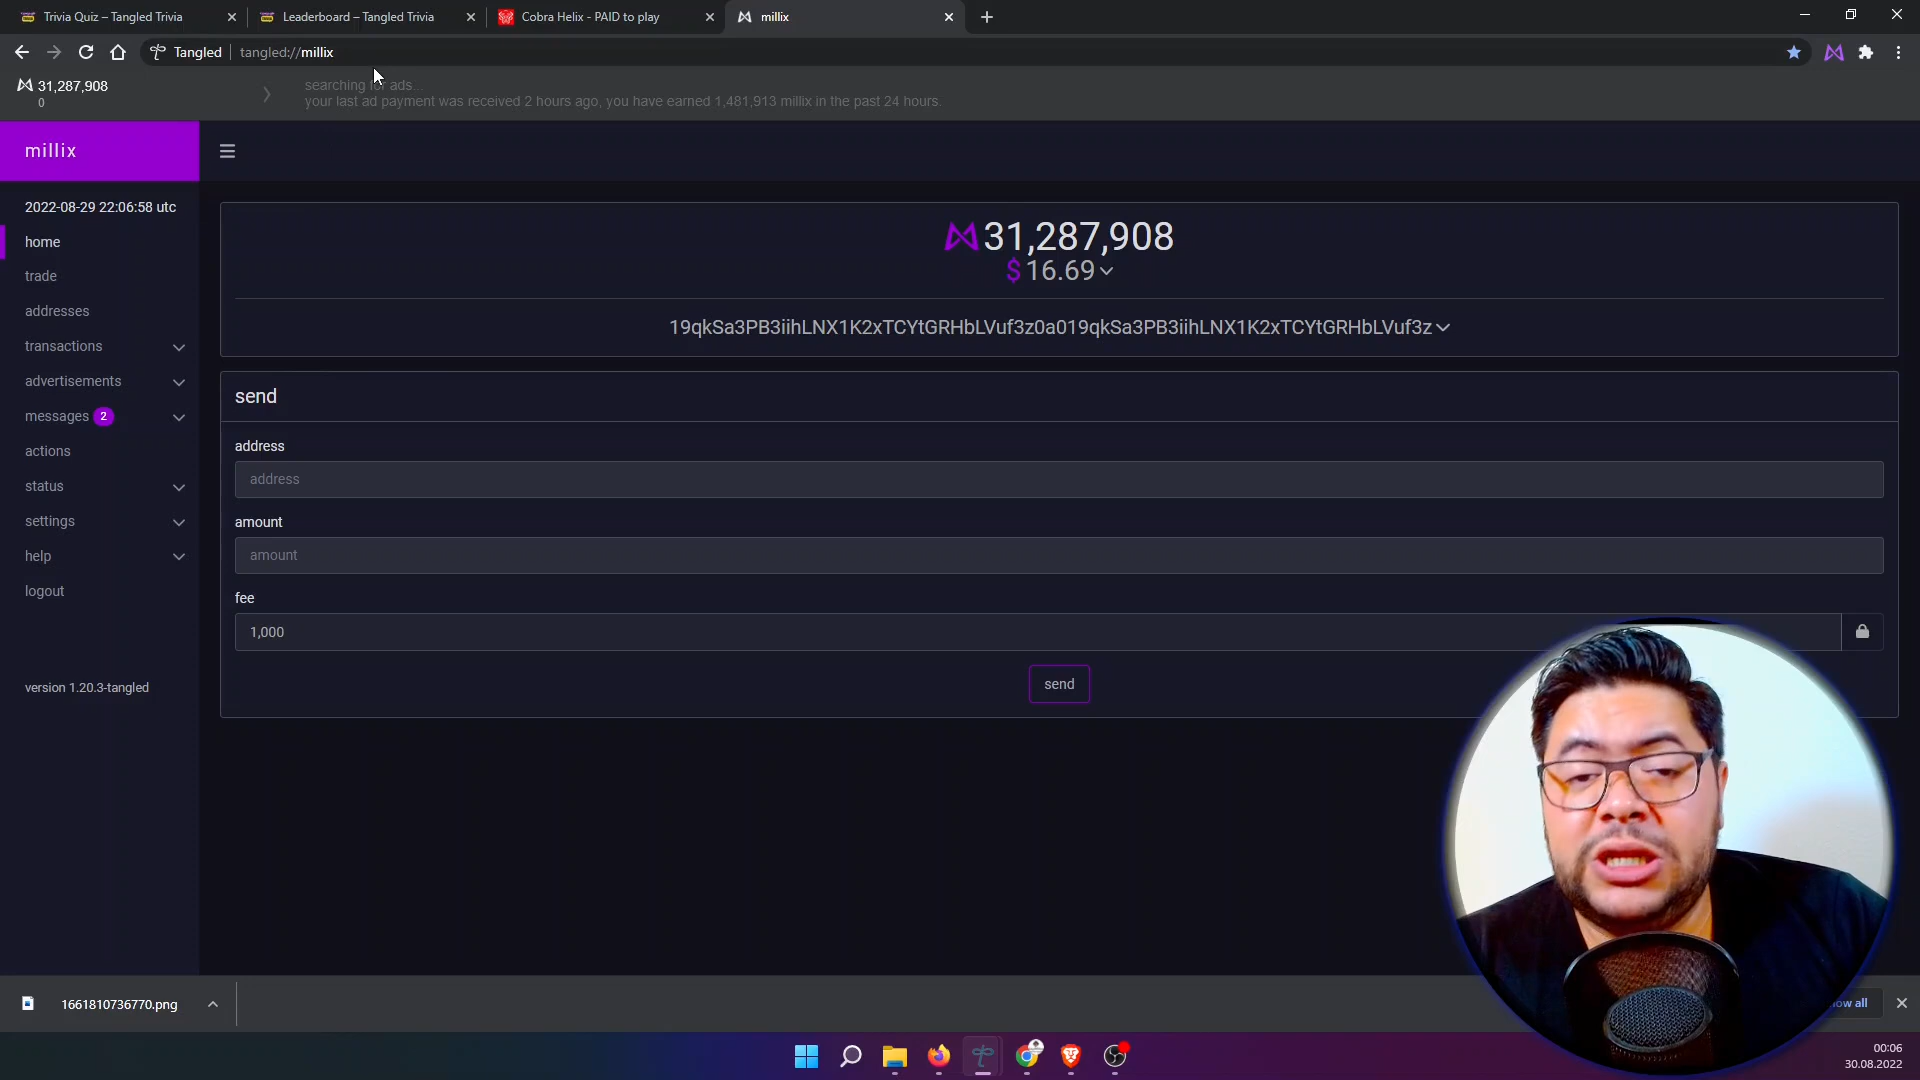 Trivia Quiz – Tangled Trivia
Leaderboard – Tangled Trivia
Cobra Helix - PAID to play
millix
Tangled
tangled://millix
31,287,908
0
searching for ads...
your last ad payment was received 2 hours ago, you have earned 1,481,913 millix in the past 24 hours.
millix
2022-08-29 22:06:58 utc
home
trade
addresses
transactions
advertisements
messages 2
actions
status
settings
help
logout
version 1.20.3-tangled
31,287,908
$ 16.69
19qkSa3PB3iihLNX1K2xTCYtGRHbLVuf3z0a019qkSa3PB3iihLNX1K2xTCYtGRHbLVuf3z
send
address
address
amount
amount
fee
1,000
send
1661810736770.png
all
00:06
30.08.2022